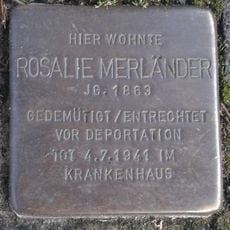 HIER WOHNTE
ROSALIE MERLÄNDER
JG. 1863
GEDEMÜTIGT/ENTRECHTET
VOR DEPORTATION
TOT 4.7.1941 IM
KRANKENHAUS